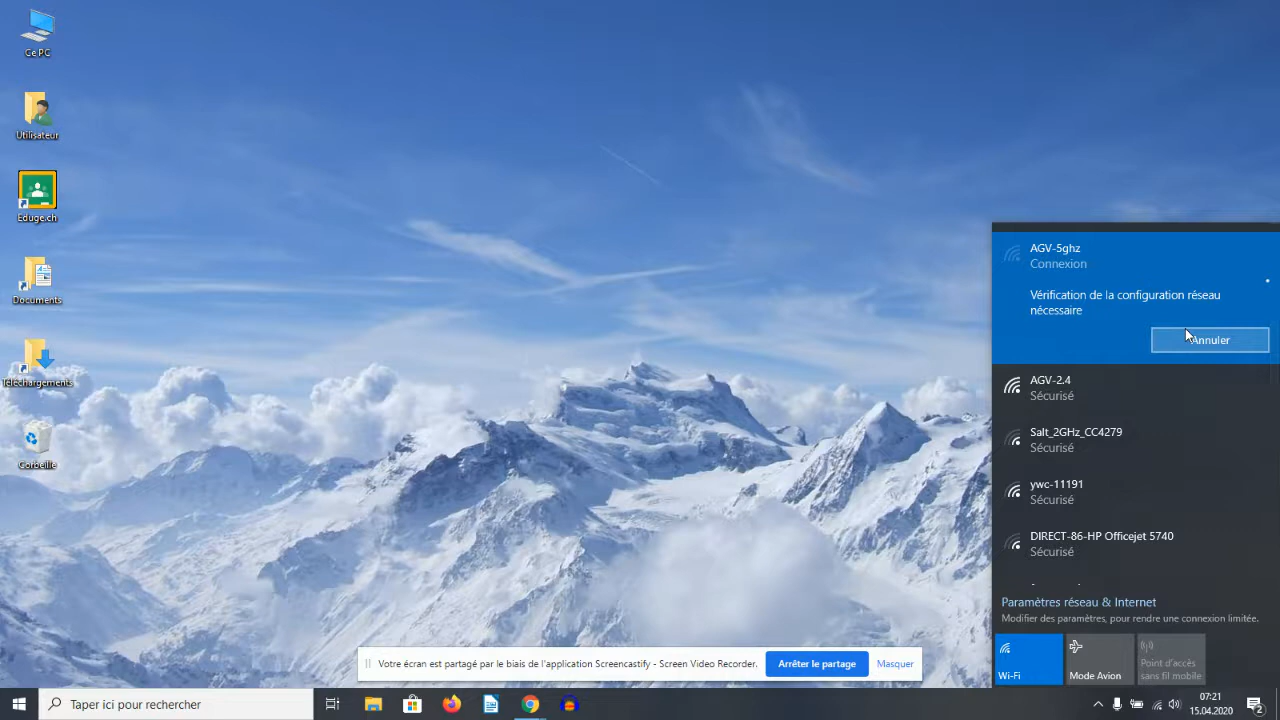 Ce PC
Utilisateur
Eduge.ch
Documents
Téléchargements
Corbeille
AGV-5ghz
Connexion
Vérification de la configuration réseau
nécessaire
Annuler
AGV-2.4
Sécurisé
Salt_2GHz_CC4279
Sécurisé
ywc-11191
Sécurisé
DIRECT-86-HP Officejet 5740
Sécurisé
Paramètres réseau & Internet
Modifier des paramètres, pour rendre une connexion limitée.
Wi-Fi
Mode Avion
Point d'accès
sans fil mobile
Votre écran est partagé par le biais de l'application Screencastify - Screen Video Recorder.
Arrêter le partage
Masquer
Taper ici pour rechercher
07:21
15.04.2020
2